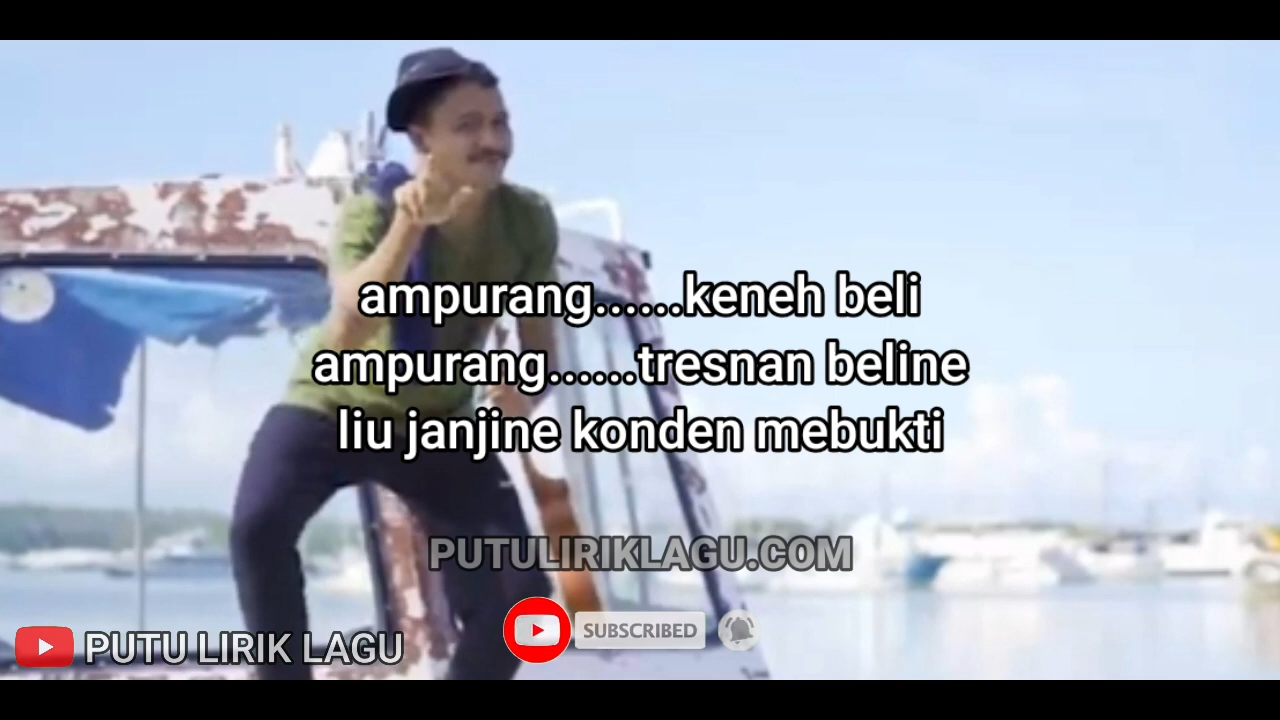 ampurang......keneh beli
ampurang......tresnan beline
liu janjine konden mebukti
PUTULIRIKLAGU.COM
SUBSCRIBED
PUTU LIRIK LAGU